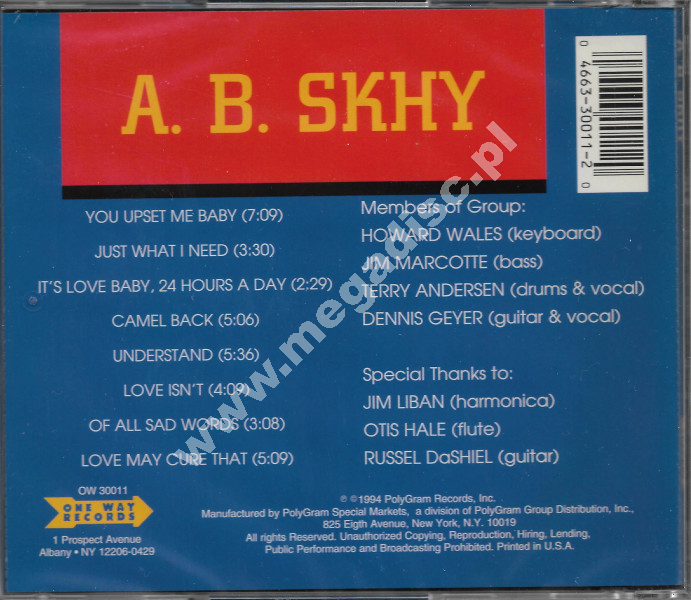 A. B. SKHY
0 4663-30011-2 0
YOU UPSET ME BABY (7:09)
JUST WHAT I NEED (3:30)
IT'S LOVE BABY, 24 HOURS A DAY (2:29)
CAMEL BACK (5:06)
UNDERSTAND (5:36)
LOVE ISN'T (4:09)
OF ALL SAD WORDS (3:08)
LOVE MAY CURE THAT (5:09)
Members of Group:
HOWARD WALES (keyboard)
JIM MARCOTTE (bass)
TERRY ANDERSEN (drums & vocal)
DENNIS GEYER (guitar & vocal)
Special Thanks to:
JIM LIBAN (harmonica)
OTIS HALE (flute)
RUSSEL DaSHIEL (guitar)
www.megadisc.pl
OW 30011
ONE WAY
RECORDS
1 Prospect Avenue
Albany • NY 12206-0429
℗ ©1994 PolyGram Records, Inc.
Manufactured by PolyGram Special Markets, a division of PolyGram Group Distribution, Inc.,
825 Eigth Avenue, New York, N.Y. 10019
All rights Reserved. Unauthorized Copying, Reproduction, Hiring, Lending,
Public Performance and Broadcasting Prohibited. Printed in U.S.A.